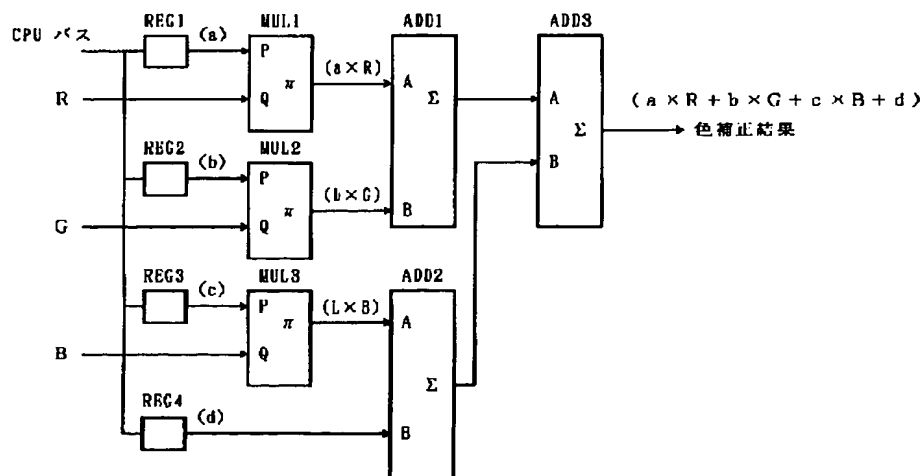 CPU バス
REG1
(a)
MUL1
P
π
Q
(a×R)
ADD1
A
Σ
B
ADD3
A
Σ
B
(a×R+b×G+c×B+d)
色補正結果
R
REG2
(b)
MUL2
P
π
Q
(b×G)
G
REG3
(c)
MUL3
P
π
Q
(L×B)
ADD2
A
Σ
B
B
REG4
(d)